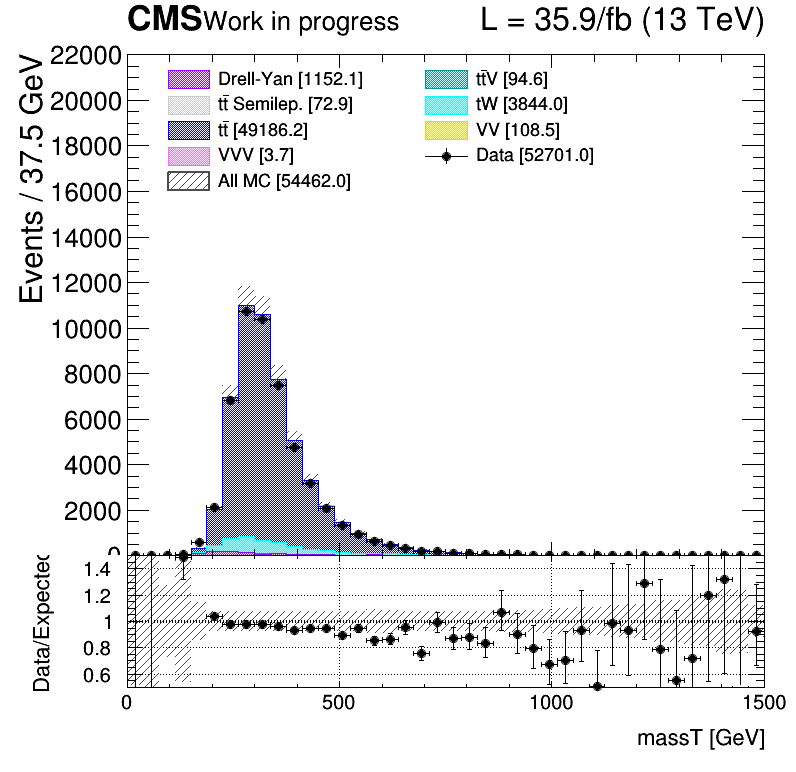 CMS Work in progress L = 35.9/fb (13 TeV)
Events / 37.5 GeV
22000
20000
18000
16000
14000
12000
10000
8000
6000
4000
2000
0
Drell-Yan [1152.1]
tt̄ Semilep. [72.9]
tt̄ [49186.2]
VVV [3.7]
All MC [54462.0]
tt̄V [94.6]
tW [3844.0]
VV [108.5]
Data [52701.0]
Data/Expected
1.4
1.2
1
0.8
0.6
0 500 1000 1500
massT [GeV]